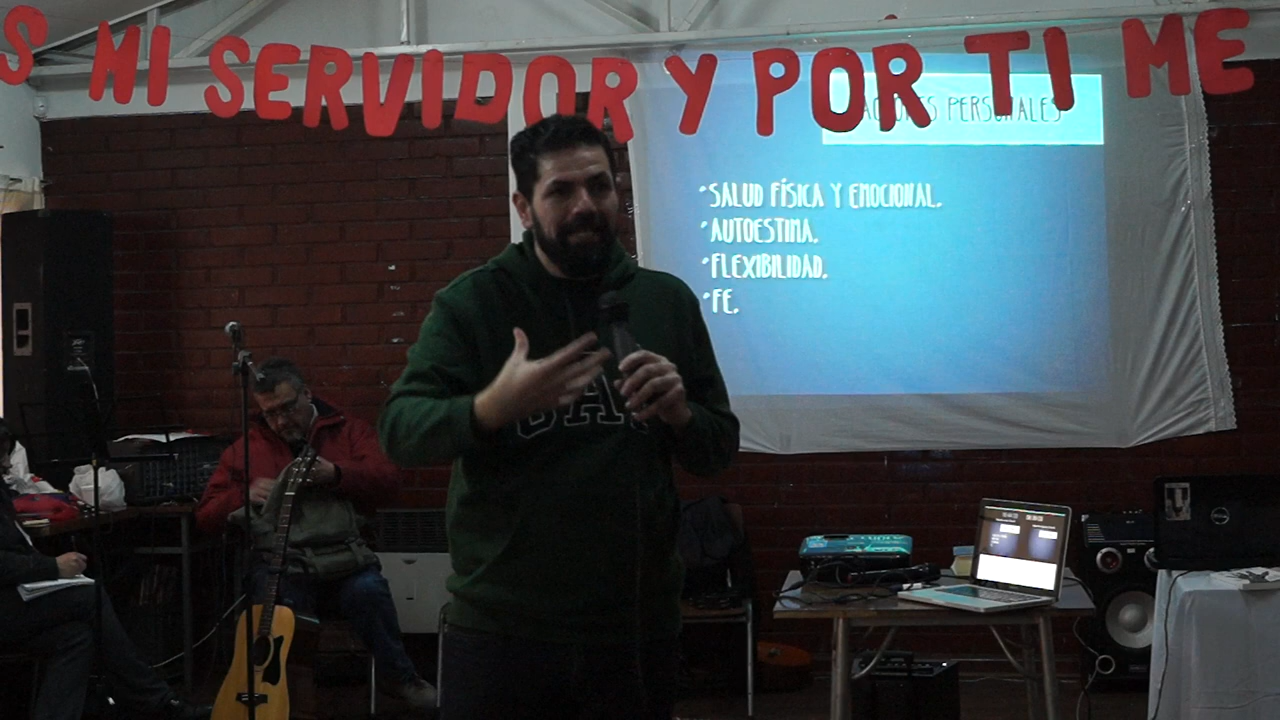 S MI SERVIDOR Y POR TI ME
PERSONALES
•SALUD FÍSICA Y EMOCIONAL.
•AUTOESTIMA.
•FLEXIBILIDAD.
•FE.